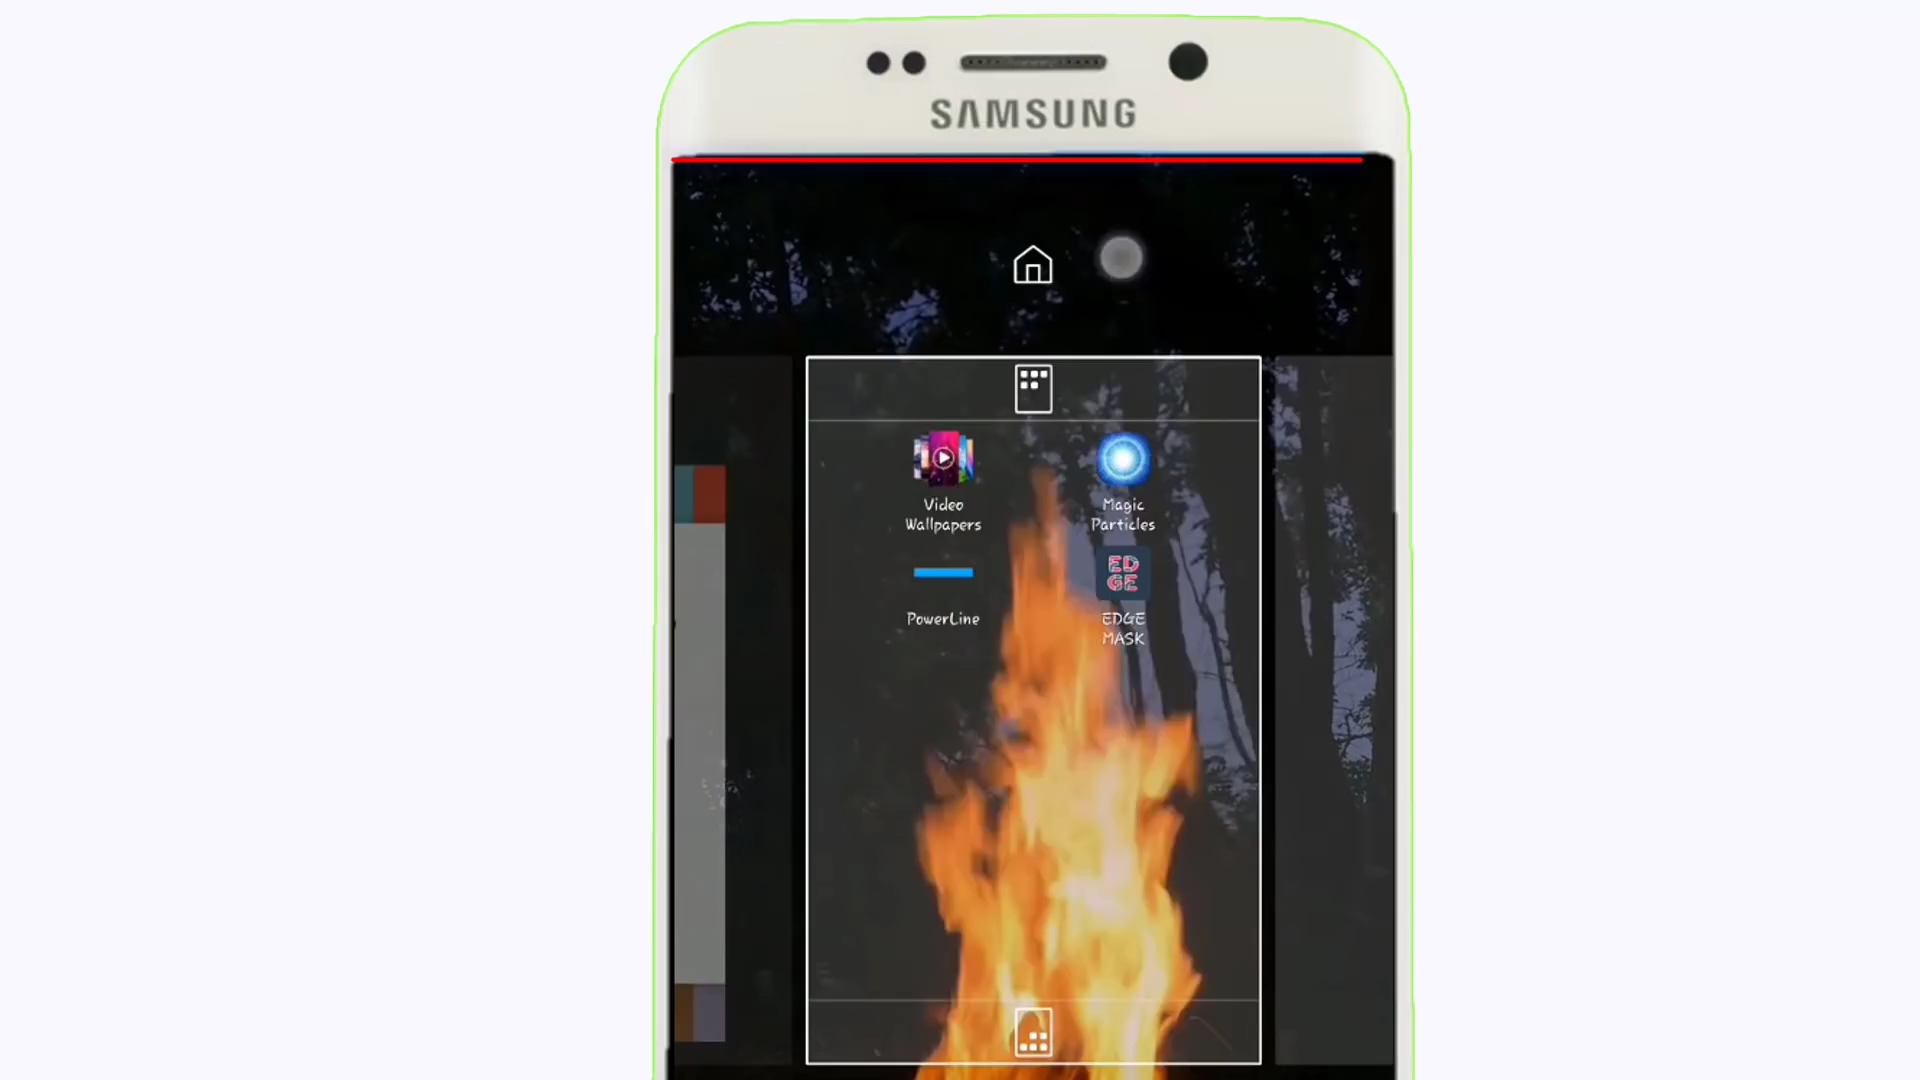 SAMSUNG
Video
Wallpapers
Magic
Particles
ED
GE
PowerLine
EDGE
MASK